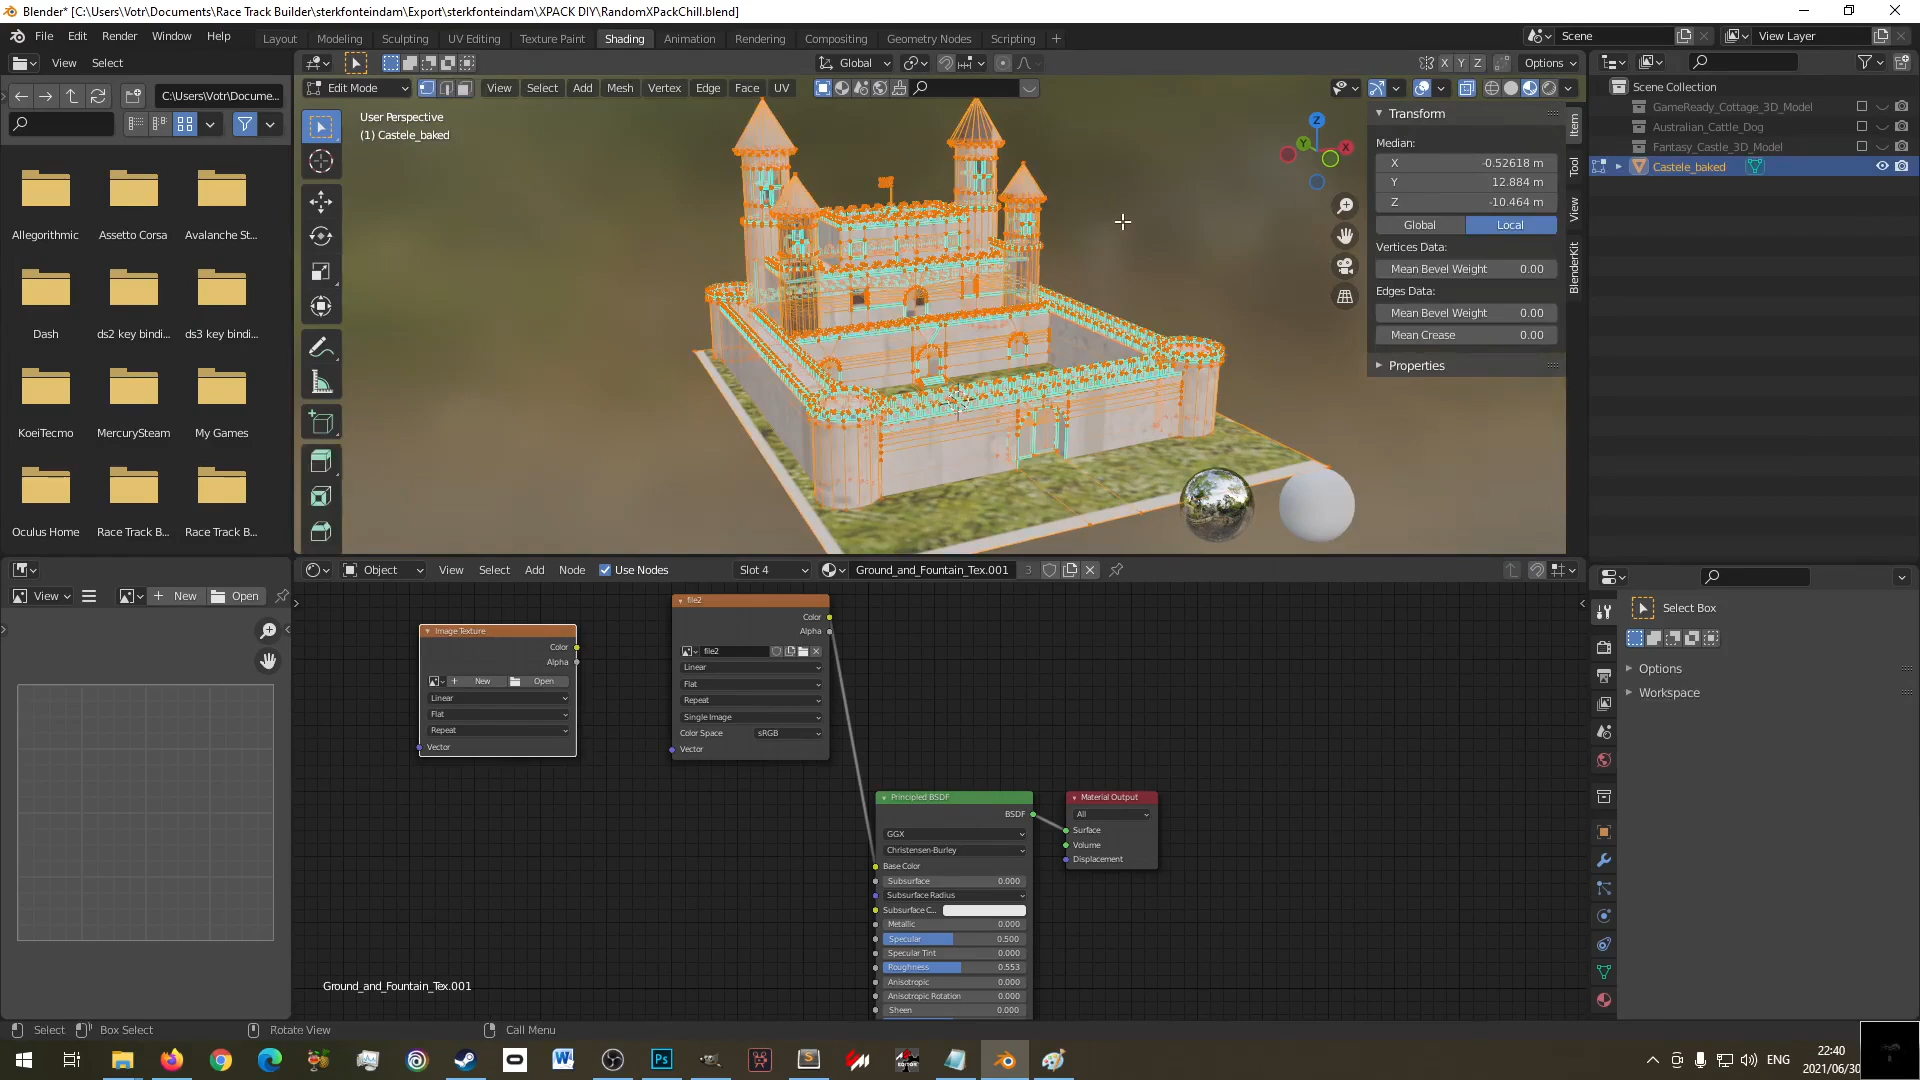 Blender* [C:\Users\Votr\Documents\Race Track Builder\sterkfonteindam\Export\sterkfonteindam\XPACK DIY\RandomXPackChill.blend]
File Edit Render Window Help
Layout Modeling Sculpting UV Editing Texture Paint Shading Animation Rendering Compositing Geometry Nodes Scripting +
Scene View Layer
View Select
Global X Y Z Options
C:\Users\Votr\Docume...
Edit Mode View Select Add Mesh Vertex Edge Face UV
User Perspective
(1) Castele_baked
Allegorithmic Assetto Corsa Avalanche St...
Dash ds2 key bindi... ds3 key bindi...
KoeiTecmo MercurySteam My Games
Oculus Home Race Track B... Race Track B...
Z
Y
X
Transform
Median:
X -0.52618 m
Y 12.884 m
Z -10.464 m
Global Local
Vertices Data:
Mean Bevel Weight 0.00
Edges Data:
Mean Bevel Weight 0.00
Mean Crease 0.00
Properties
Item
Tool
View
BlenderKit
Scene Collection
GameReady_Cottage_3D_Model
Australian_Cattle_Dog
Fantasy_Castle_3D_Model
Castele_baked
View New Open
Object View Select Add Node Use Nodes Slot 4 Ground_and_Fountain_Tex.001 3
Image Texture
Color
Alpha
New Open
Linear
Flat
Repeat
Vector
file2
Color
Alpha
file2
Linear
Flat
Repeat
Single Image
Color Space sRGB
Vector
Principled BSDF
BSDF
GGX
Christensen-Burley
Base Color
Subsurface 0.000
Subsurface Radius
Subsurface C...
Metallic 0.000
Specular 0.500
Specular Tint 0.000
Roughness 0.553
Anisotropic 0.000
Anisotropic Rotation 0.000
Sheen 0.000
Material Output
All
Surface
Volume
Displacement
Ground_and_Fountain_Tex.001
Select Box
Options
Workspace
Select Box Select Rotate View Call Menu
ENG
22:40
2021/06/30